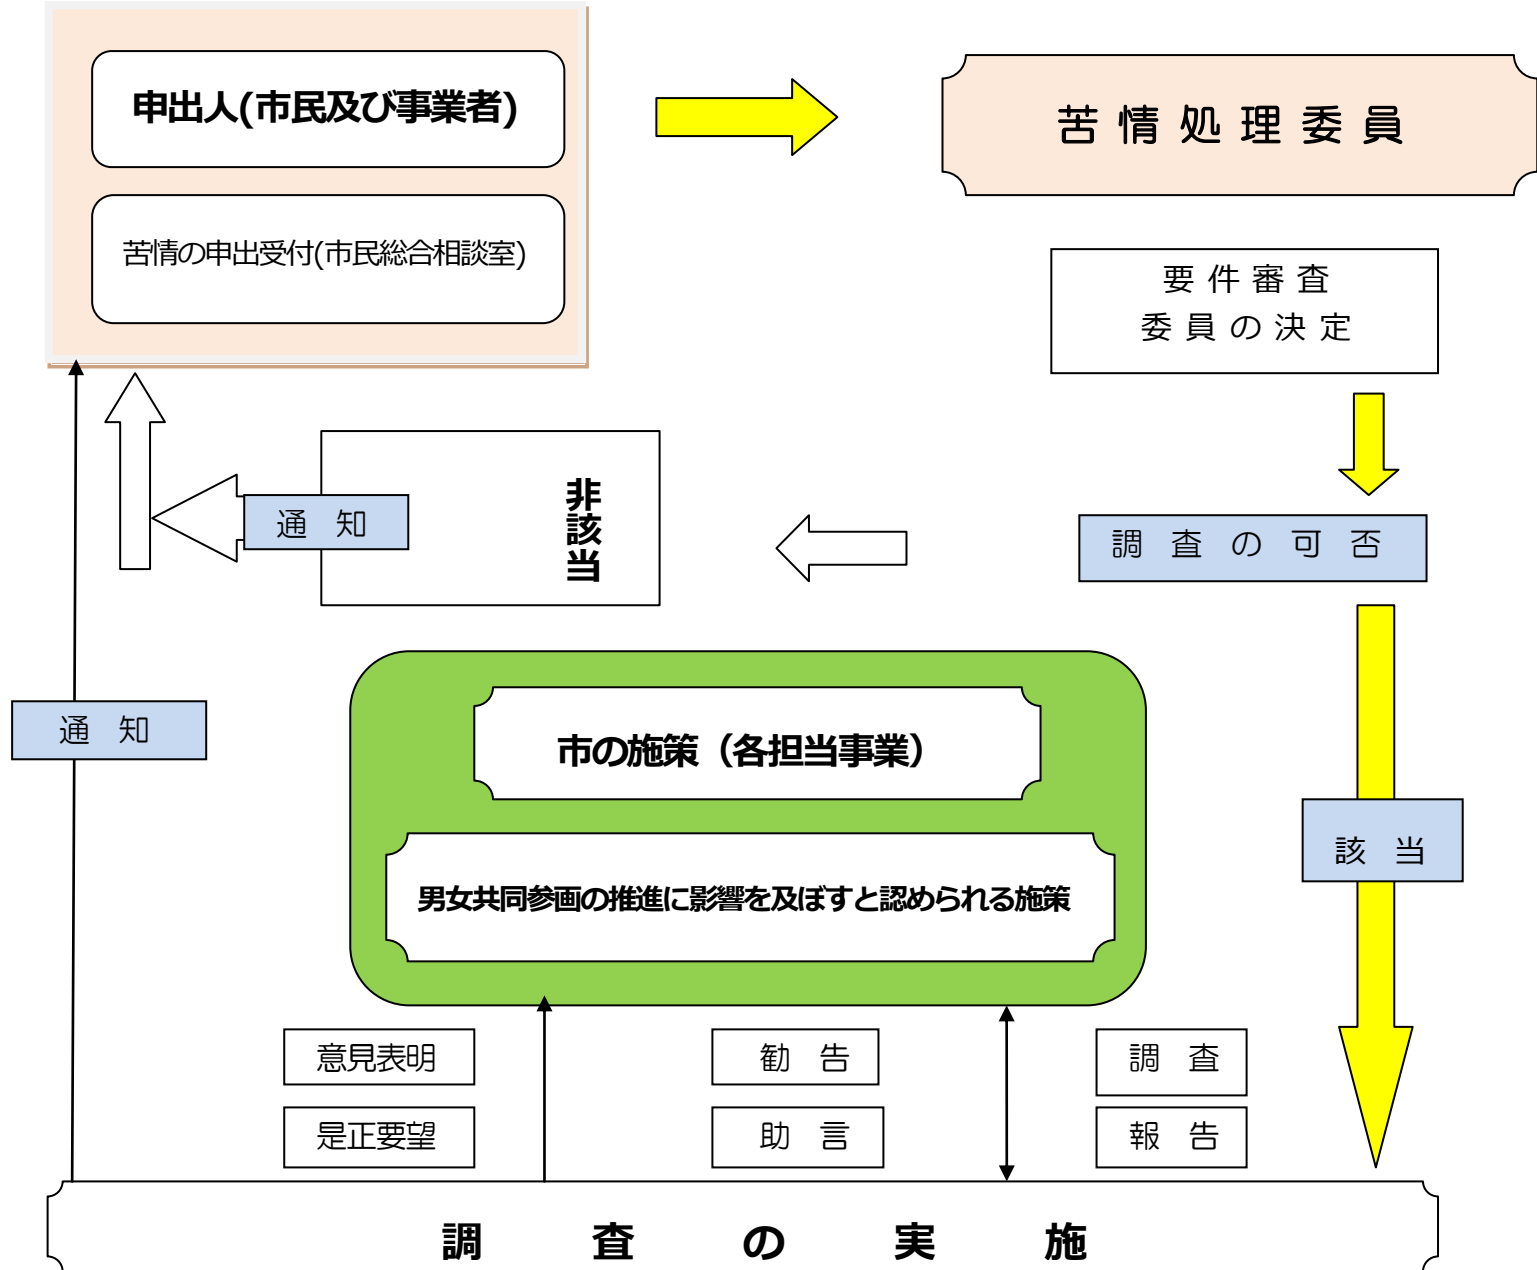 申出人(市民及び事業者)
苦情処理委員
苦情の申出受付(市民総合相談室)
要件審査
委員の決定
非該当
通 知
調 査 の 可 否
通 知
市の施策（各担当事業）
該 当
男女共同参画の推進に影響を及ぼすと認められる施策
意見表明
勧 告
調 査
是正要望
助 言
報 告
調 査 の 実 施